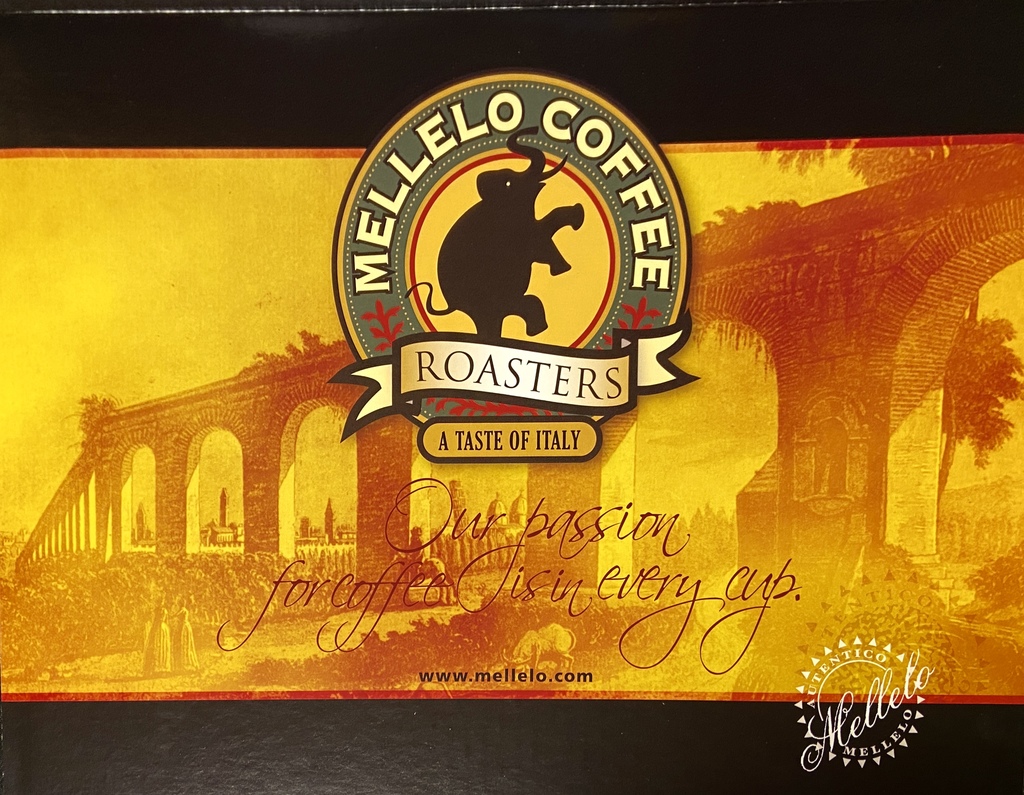 MELLELO COFFEE
ROASTERS
A TASTE OF ITALY
Our passion
for coffee is in every cup.
www.mellelo.com
AUTENTICO
Mellelo
MELLELO